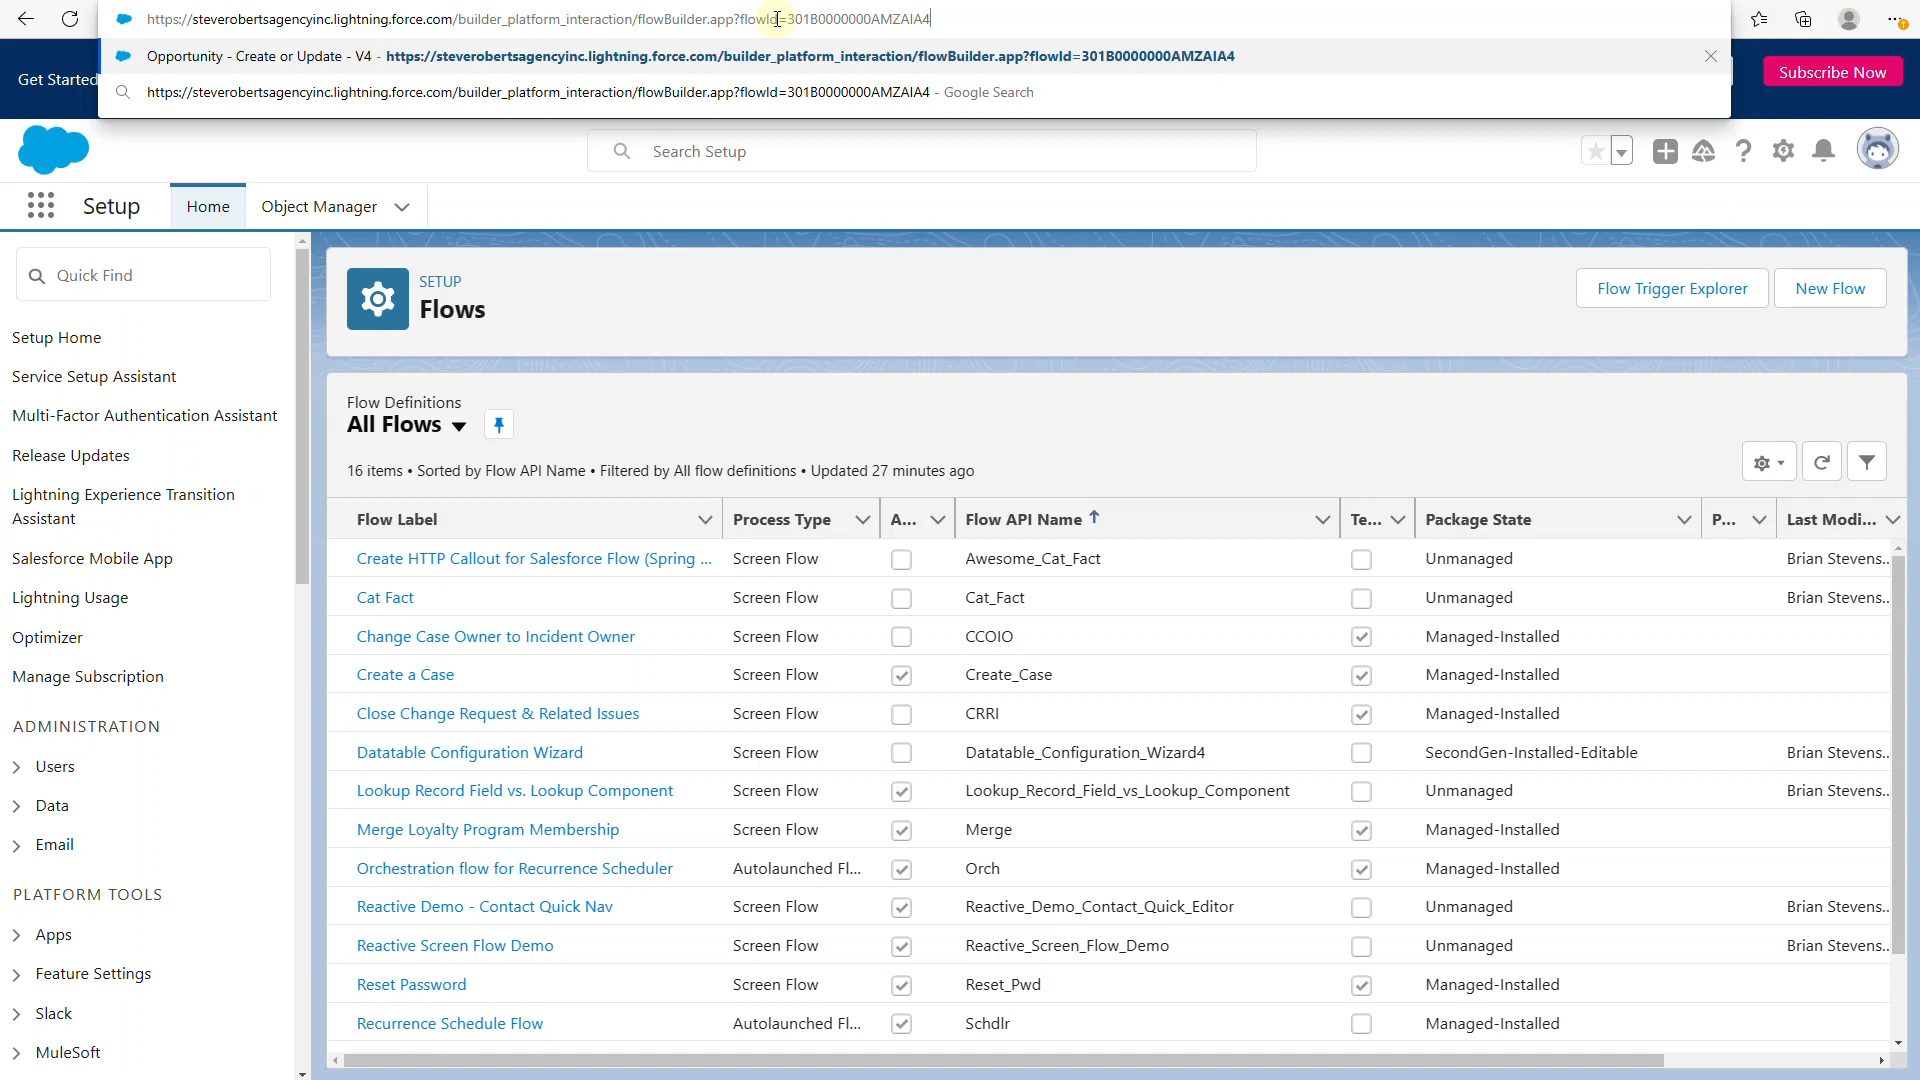 https://steverobertsagencyinc.lightning.force.com/builder_platform_interaction/flowBuilder.app?flowId=301B0000000AMZAIA4
Opportunity - Create or Update - V4 - https://steverobertsagencyinc.lightning.force.com/builder_platform_interaction/flowBuilder.app?flowId=301B0000000AMZAIA4
https://steverobertsagencyinc.lightning.force.com/builder_platform_interaction/flowBuilder.app?flowId=301B0000000AMZAIA4 - Google Search
Get Started
Subscribe Now
Search Setup
Setup
Home
Object Manager
Quick Find
Setup Home
Service Setup Assistant
Multi-Factor Authentication Assistant
Release Updates
Lightning Experience Transition
Assistant
Salesforce Mobile App
Lightning Usage
Optimizer
Manage Subscription
ADMINISTRATION
Users
Data
Email
PLATFORM TOOLS
Apps
Feature Settings
Slack
MuleSoft
SETUP
Flows
Flow Trigger Explorer
New Flow
Flow Definitions
All Flows
16 items • Sorted by Flow API Name • Filtered by All flow definitions • Updated 27 minutes ago
Flow Label Process Type A... Flow API Name Te... Package State P... Last Modi...
Create HTTP Callout for Salesforce Flow (Spring ... Screen Flow Awesome_Cat_Fact Unmanaged Brian Stevens..
Cat Fact Screen Flow Cat_Fact Unmanaged Brian Stevens..
Change Case Owner to Incident Owner Screen Flow CCOIO Managed-Installed
Create a Case Screen Flow Create_Case Managed-Installed
Close Change Request & Related Issues Screen Flow CRRI Managed-Installed
Datatable Configuration Wizard Screen Flow Datatable_Configuration_Wizard4 SecondGen-Installed-Editable Brian Stevens..
Lookup Record Field vs. Lookup Component Screen Flow Lookup_Record_Field_vs_Lookup_Component Unmanaged Brian Stevens..
Merge Loyalty Program Membership Screen Flow Merge Managed-Installed
Orchestration flow for Recurrence Scheduler Autolaunched Fl... Orch Managed-Installed
Reactive Demo - Contact Quick Nav Screen Flow Reactive_Demo_Contact_Quick_Editor Unmanaged Brian Stevens..
Reactive Screen Flow Demo Screen Flow Reactive_Screen_Flow_Demo Unmanaged Brian Stevens..
Reset Password Screen Flow Reset_Pwd Managed-Installed
Recurrence Schedule Flow Autolaunched Fl... Schdlr Managed-Installed